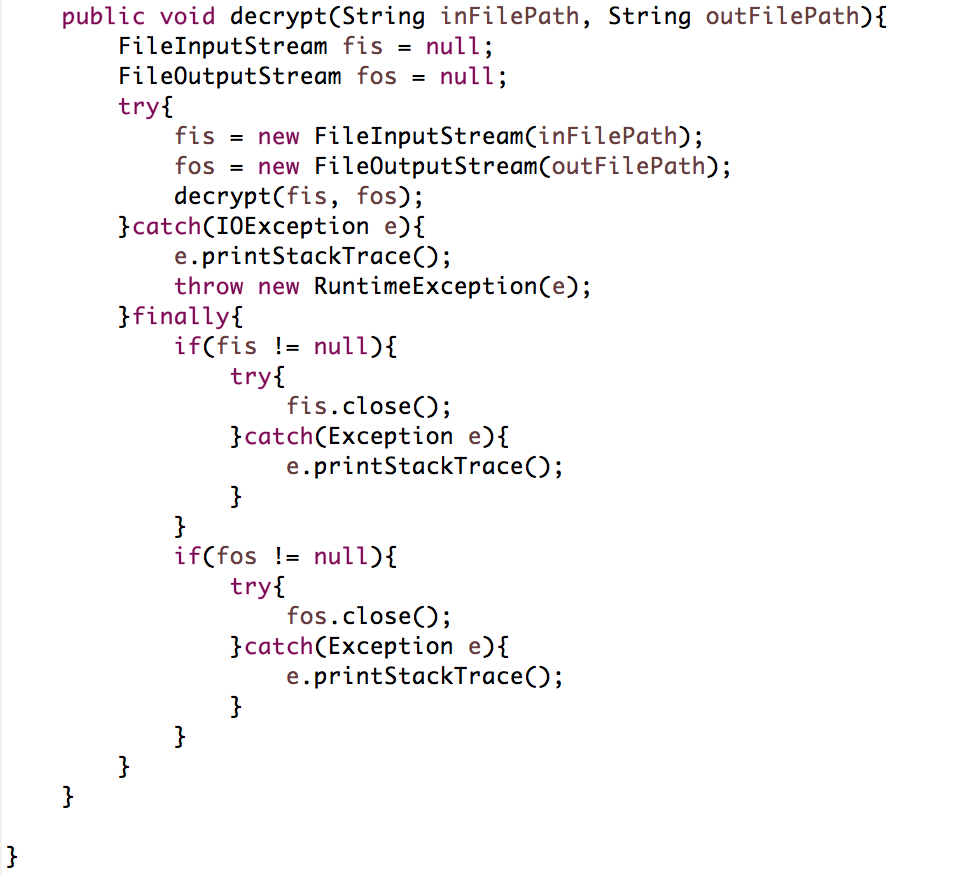 public void decrypt(String inFilePath, String outFilePath){
FileInputStream fis = null;
FileOutputStream fos = null;
try{
fis = new FileInputStream(inFilePath);
fos = new FileOutputStream(outFilePath);
decrypt(fis, fos);
}catch(IOException e){
e.printStackTrace();
throw new RuntimeException(e);
}finally{
if(fis != null){
try{
fis.close();
}catch(Exception e){
e.printStackTrace();
}
}
if(fos != null){
try{
fos.close();
}catch(Exception e){
e.printStackTrace();
}
}
}
}
}